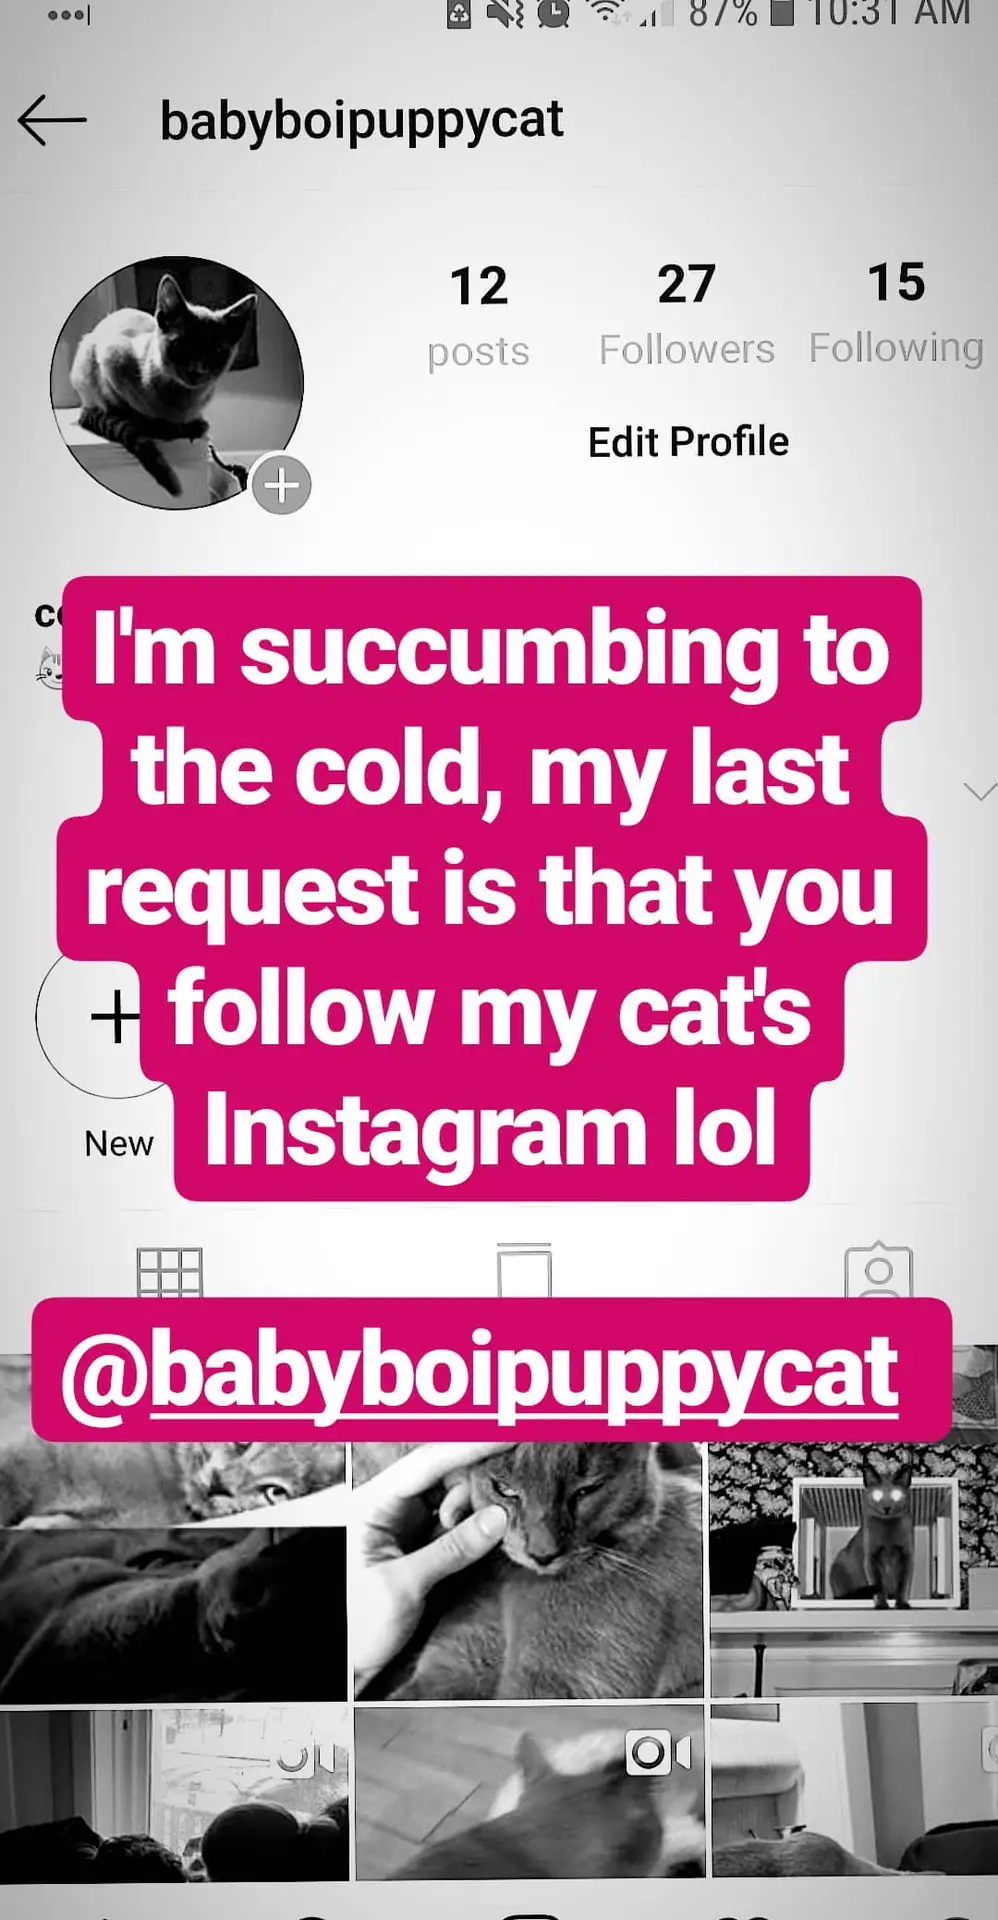 87% 10:31 AM
babyboipuppycat
12 27 15
posts Followers Following
Edit Profile
I'm succumbing to
the cold, my last
request is that you
follow my cat's
Instagram lol
New
@babyboipuppycat